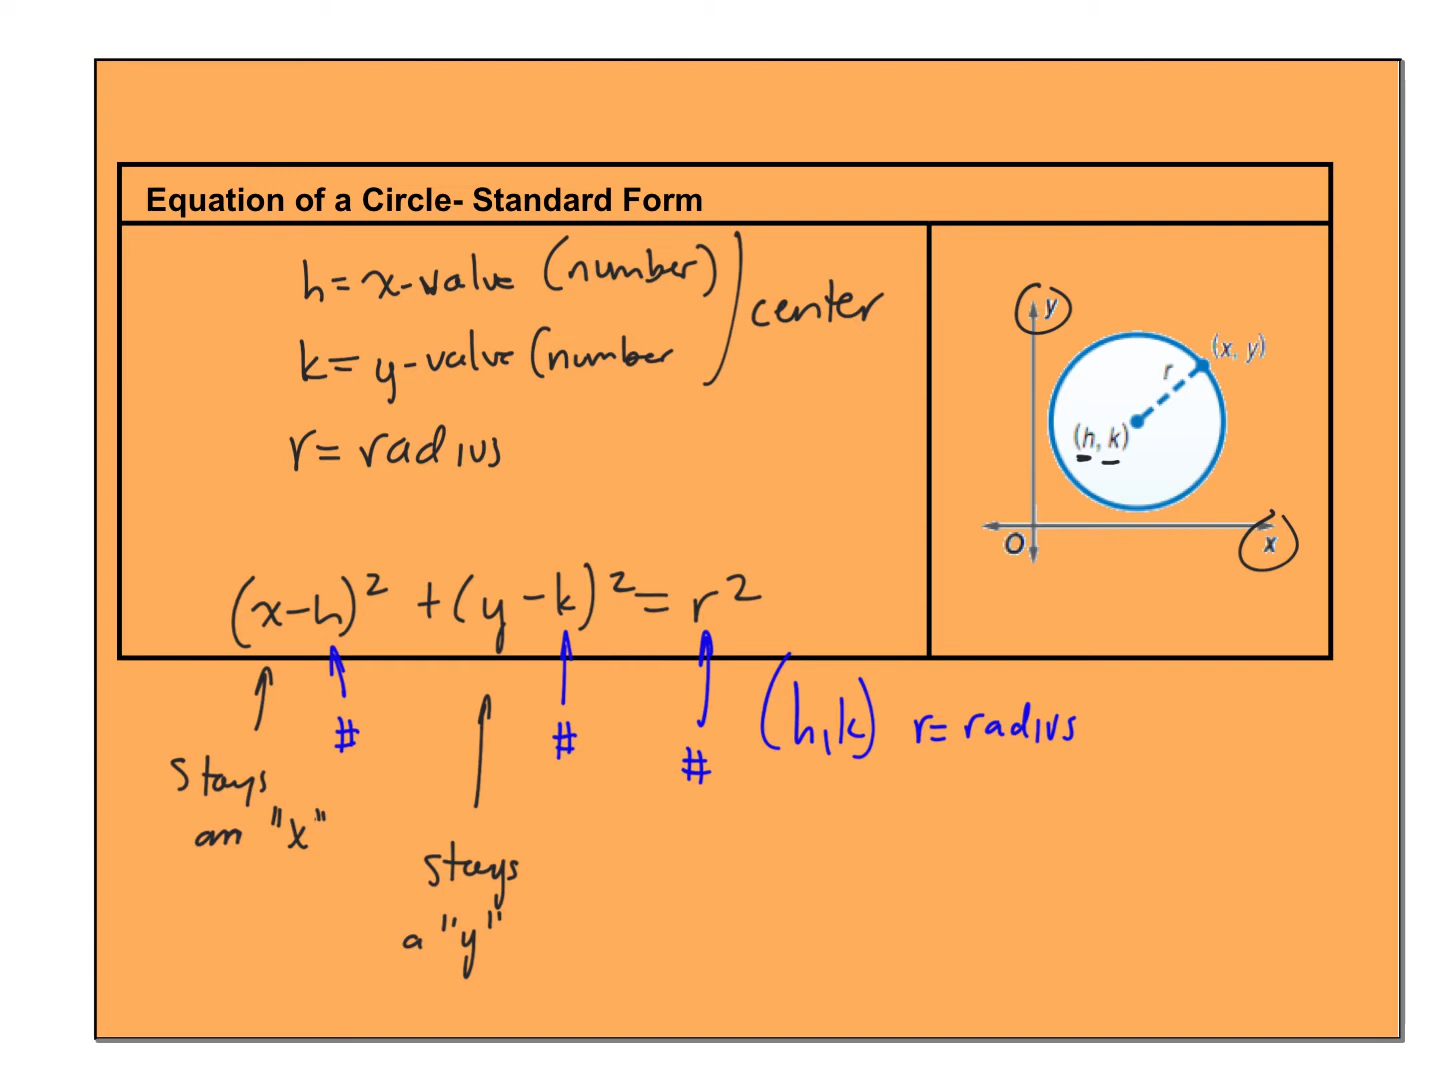 Equation of a Circle- Standard Form
h = x-value (number)
k = y-value (number
) center
r = radius
(x-h)² + (y-k)² = r²
y
(x, y)
r
(h, k)
O
x
# # #
(h,k) r = radius
stays
an "x"
stays
a "y"